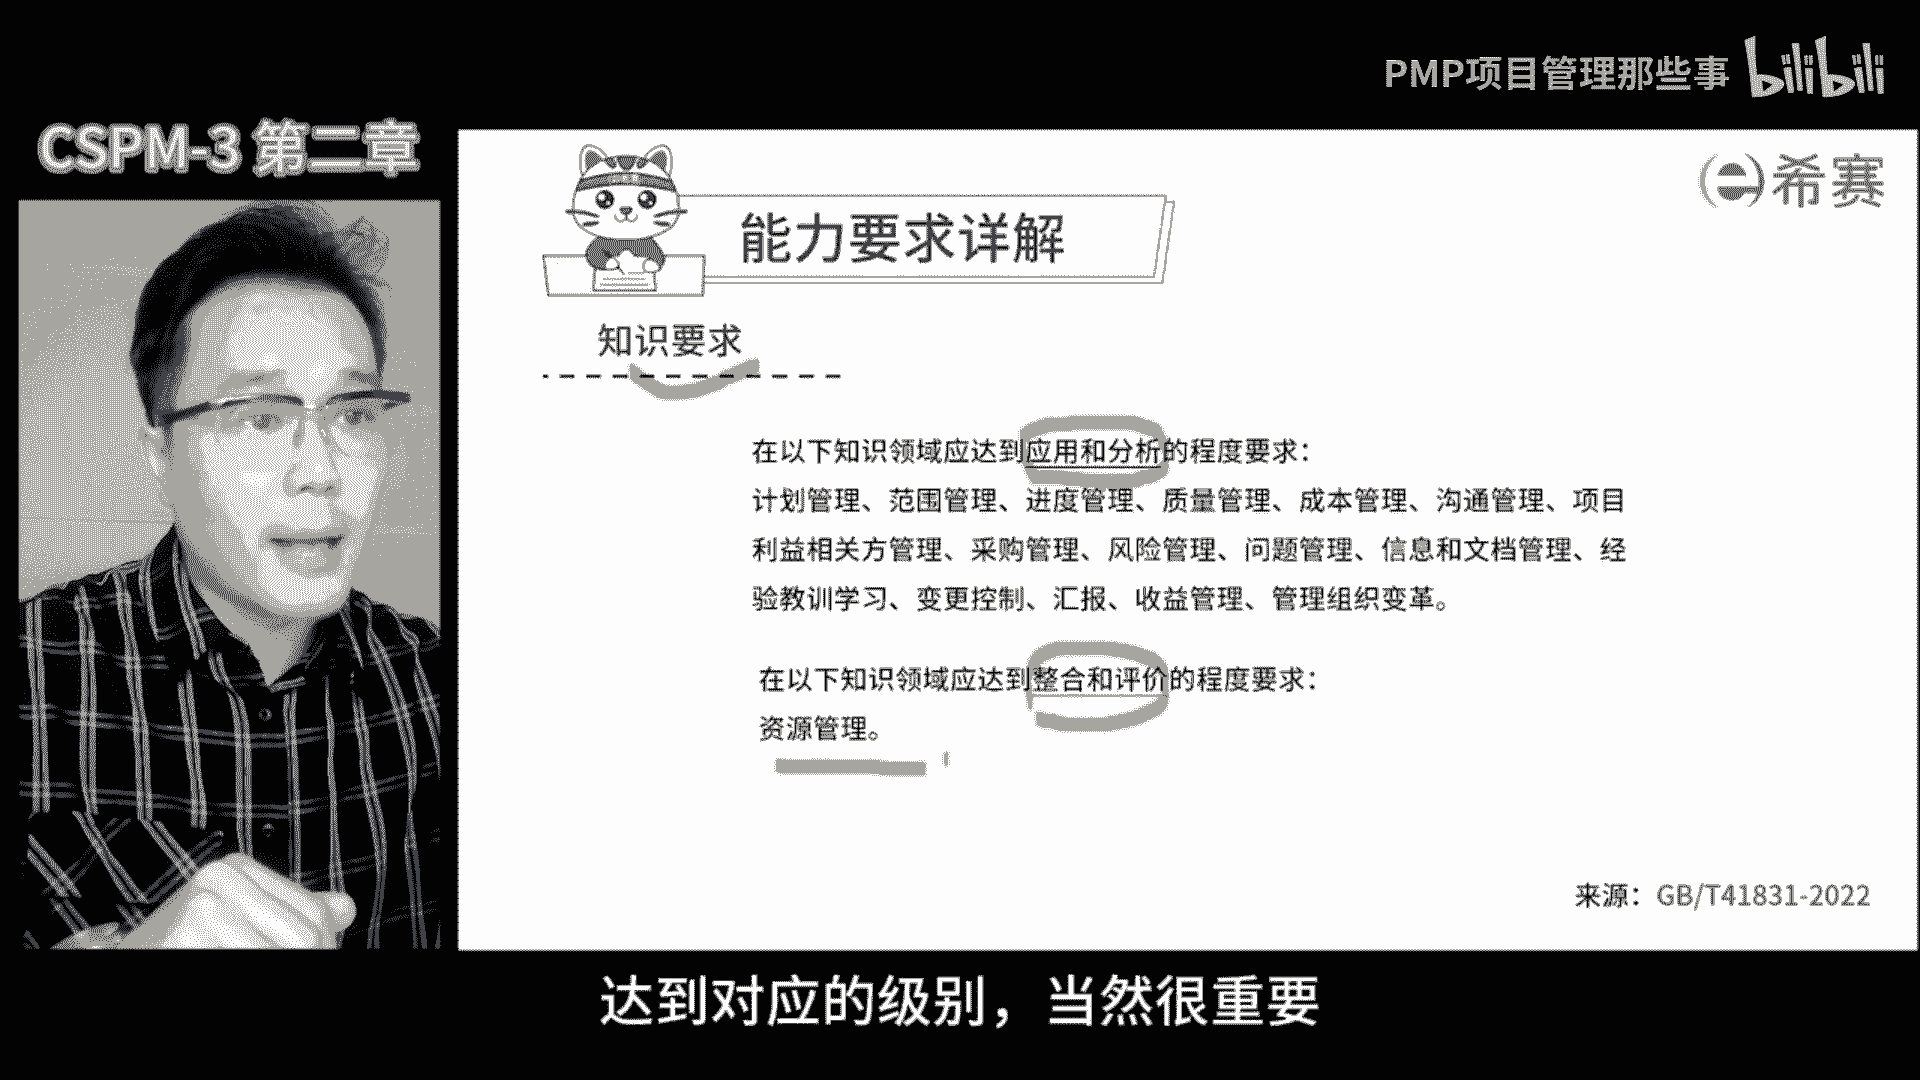 PMP项目管理那些事 bilibili
CSPM-3 第二章
希赛
能力要求详解
知识要求
在以下知识领域应达到应用和分析的程度要求：
计划管理、范围管理、进度管理、质量管理、成本管理、沟通管理、项目
利益相关方管理、采购管理、风险管理、问题管理、信息和文档管理、经
验教训学习、变更控制、汇报、收益管理、管理组织变革。
在以下知识领域应达到整合和评价的程度要求：
资源管理。
来源：GB/T41831-2022
达到对应的级别，当然很重要